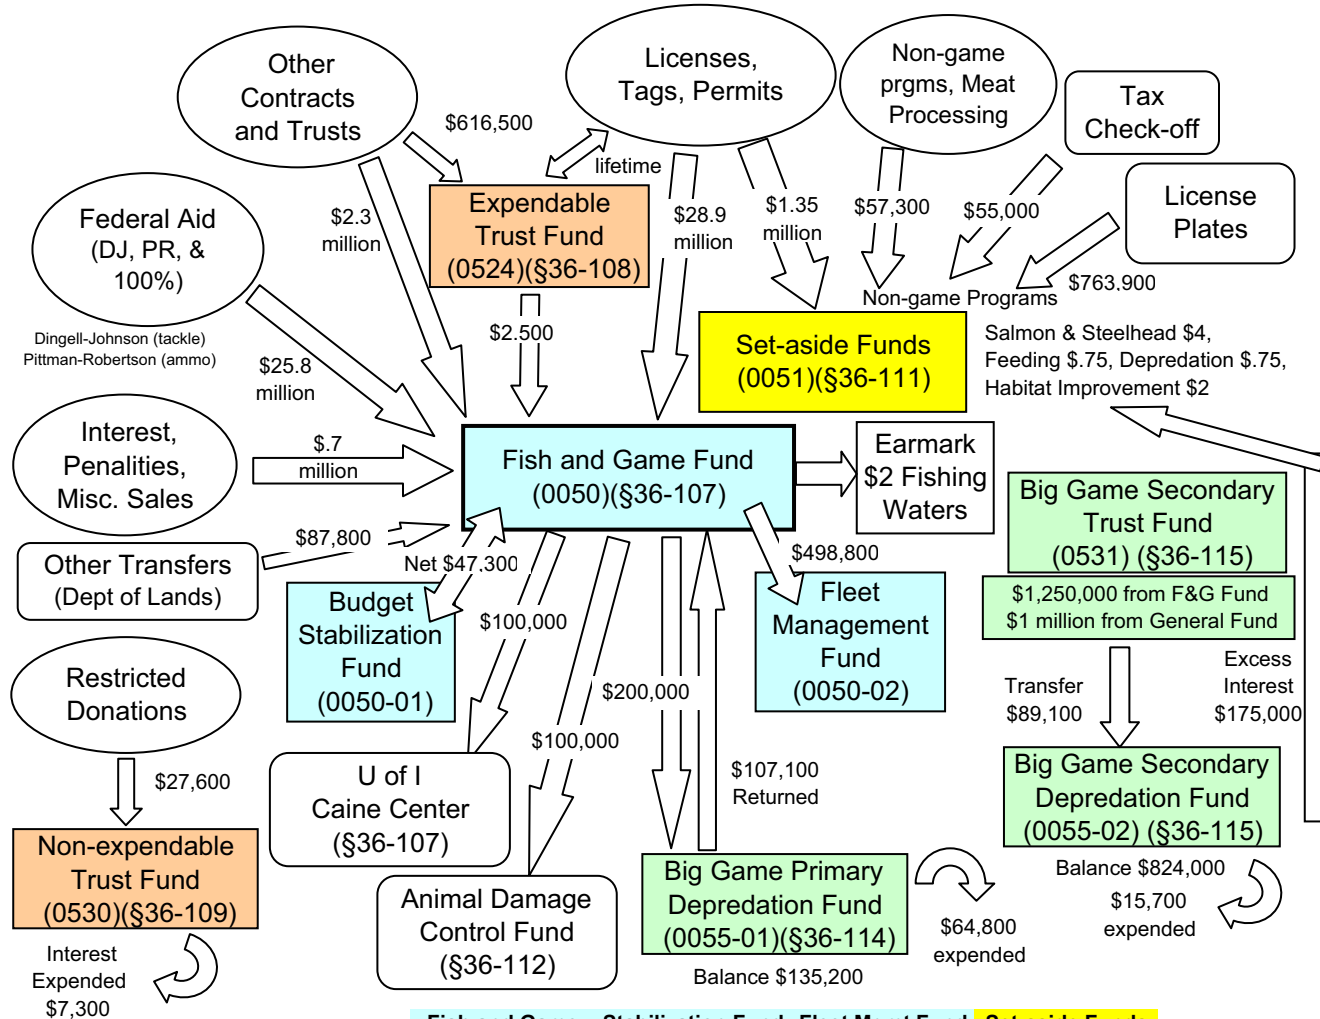 Other
Contracts
and Trusts
Licenses,
Tags, Permits
Non-game
prgms, Meat
Processing
Tax
Check-off
License
Plates
$616,500
lifetime
Federal Aid
(DJ, PR, &
100%)
Dingell-Johnson (tackle)
Pittman-Robertson (ammo)
$2.3
million
Expendable
Trust Fund
(0524)(§36-108)
$28.9
million
$1.35
million
$57,300
$55,000
$763,900
Non-game Programs
$2,500
$25.8
million
Set-aside Funds
(0051)(§36-111)
Salmon & Steelhead $4,
Feeding $.75, Depredation $.75,
Habitat Improvement $2
Interest,
Penalities,
Misc. Sales
$.7
million
Fish and Game Fund
(0050)(§36-107)
Earmark
$2 Fishing
Waters
Big Game Secondary
Trust Fund
(0531) (§36-115)
$1,250,000 from F&G Fund
$1 million from General Fund
Other Transfers
(Dept of Lands)
$87,800
Net $47,300
$498,800
Budget
Stabilization
Fund
(0050-01)
$100,000
$100,000
$200,000
$107,100
Returned
Fleet
Management
Fund
(0050-02)
Transfer
$89,100
Excess
Interest
$175,000
Restricted
Donations
$27,600
U of I
Caine Center
(§36-107)
Big Game Secondary
Depredation Fund
(0055-02) (§36-115)
Balance $824,000
$15,700
expended
Non-expendable
Trust Fund
(0530)(§36-109)
Interest
Expended
$7,300
Animal Damage
Control Fund
(§36-112)
Big Game Primary
Depredation Fund
(0055-01)(§36-114)
Balance $135,200
$64,800
expended